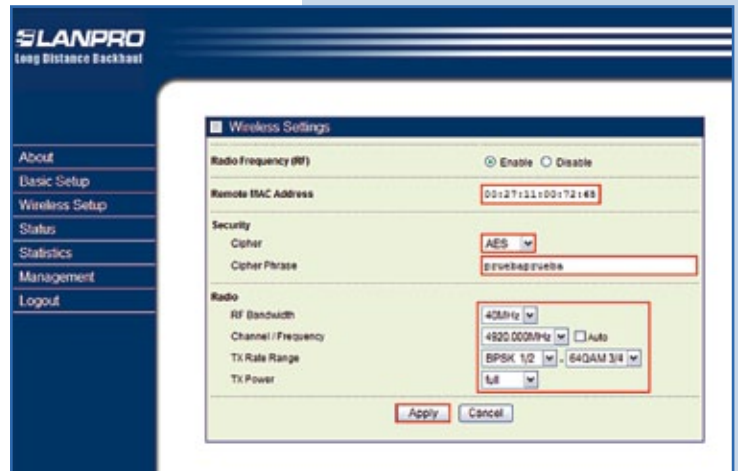 LANPRO
Long Distance Backhaul
About
Basic Setup
Wireless Setup
Status
Statistics
Management
Logout
Wireless Settings
Radio Frequency (RF) Enable Disable
Remote MAC Address 00:27:11:00:72:68
Security
Cipher AES
Cipher Phrase pruebaprueba
Radio
RF Bandwidth 40MHz
Channel / Frequency 4920.000MHz Auto
TX Rate Range BPSK 1/2 - 64QAM 3/4
TX Power full
Apply Cancel